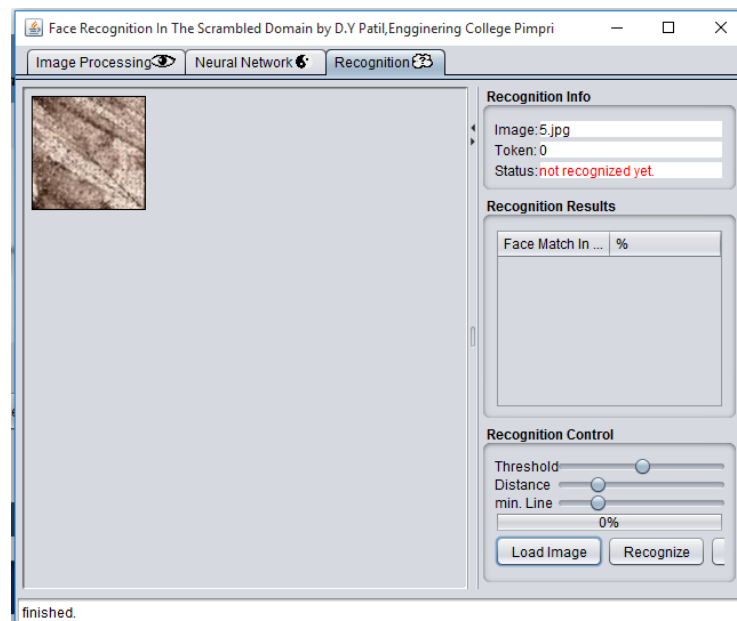 Face Recognition In The Scrambled Domain by D.Y Patil,Engginering College Pimpri
Image Processing
Neural Network
Recognition
Recognition Info
Image: 5.jpg
Token: 0
Status: not recognized yet.
Recognition Results
Face Match In ... %
Recognition Control
Threshold
Distance
min. Line
0%
Load Image Recognize
finished.